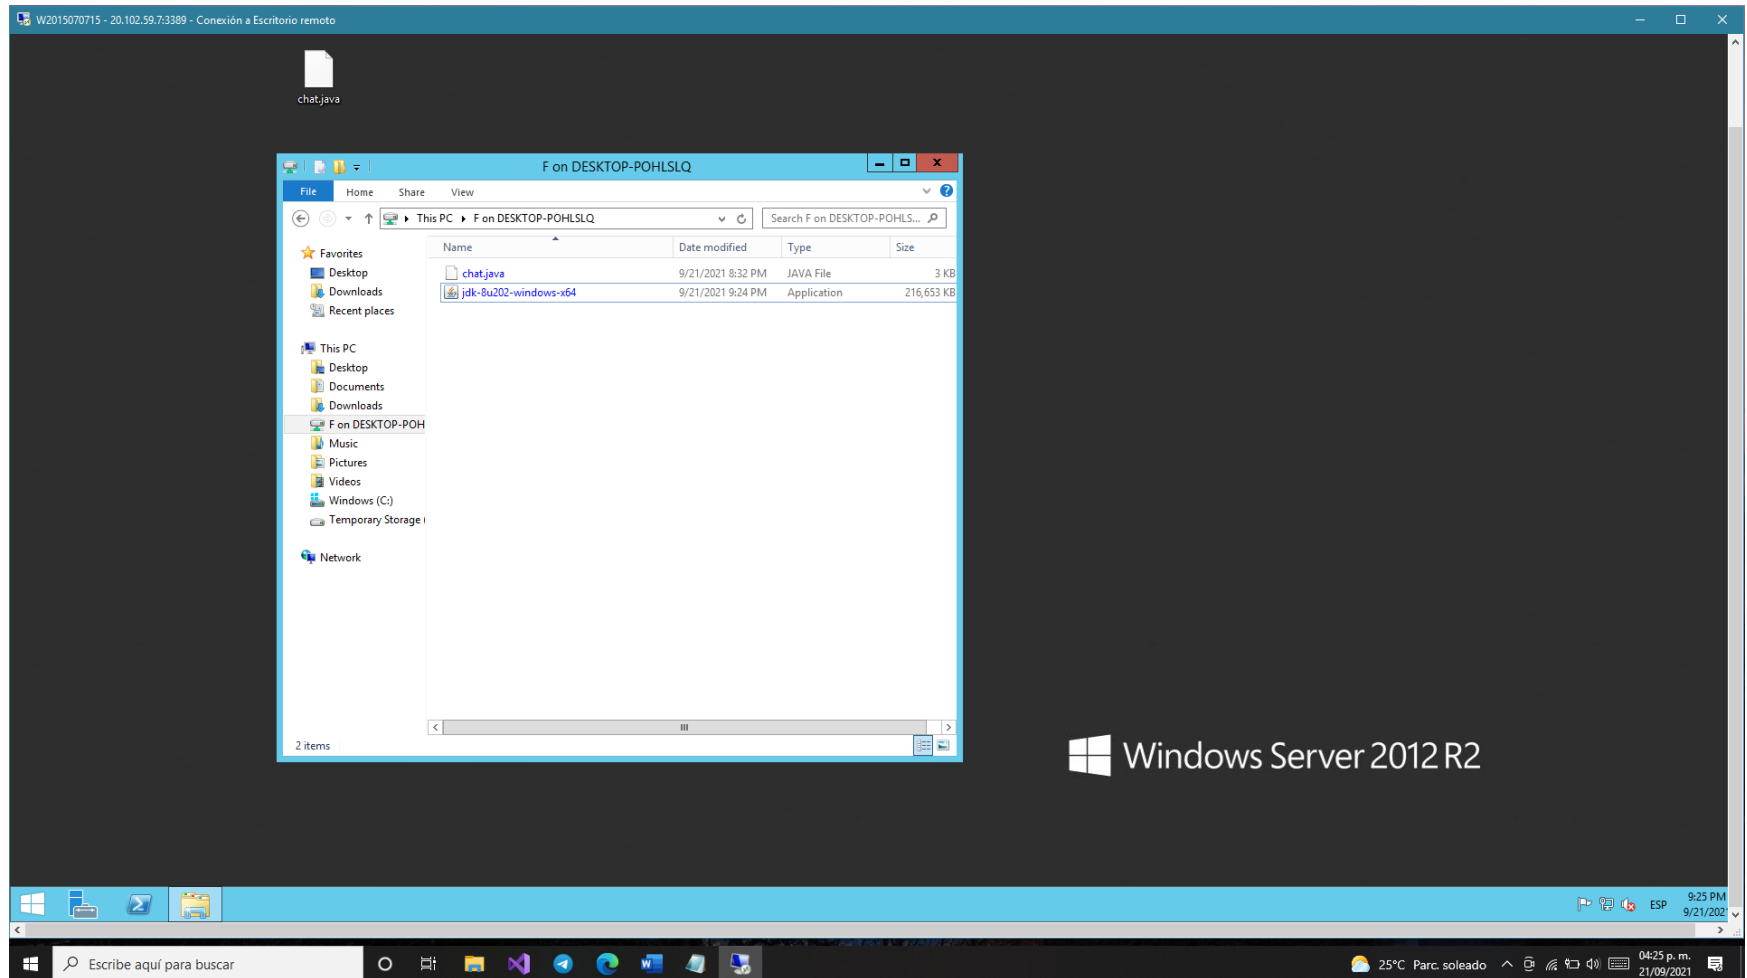 W2015070715 - 20.102.59.7:3389 - Conexión a Escritorio remoto
chat.java
F on DESKTOP-POHLSLQ
File Home Share View
This PC F on DESKTOP-POHLSLQ Search F on DESKTOP-POHLS...
Name Date modified Type Size
chat.java 9/21/2021 8:32 PM JAVA File 3 KB
jdk-8u202-windows-x64 9/21/2021 9:24 PM Application 216,653 KB
Favorites
Desktop
Downloads
Recent places
This PC
Desktop
Documents
Downloads
F on DESKTOP-POH
Music
Pictures
Videos
Windows (C:)
Temporary Storage (
Network
2 items
Windows Server 2012 R2
ESP
9:25 PM
9/21/202
Escribe aquí para buscar
25°C Parc. soleado
04:25 p. m.
21/09/2021